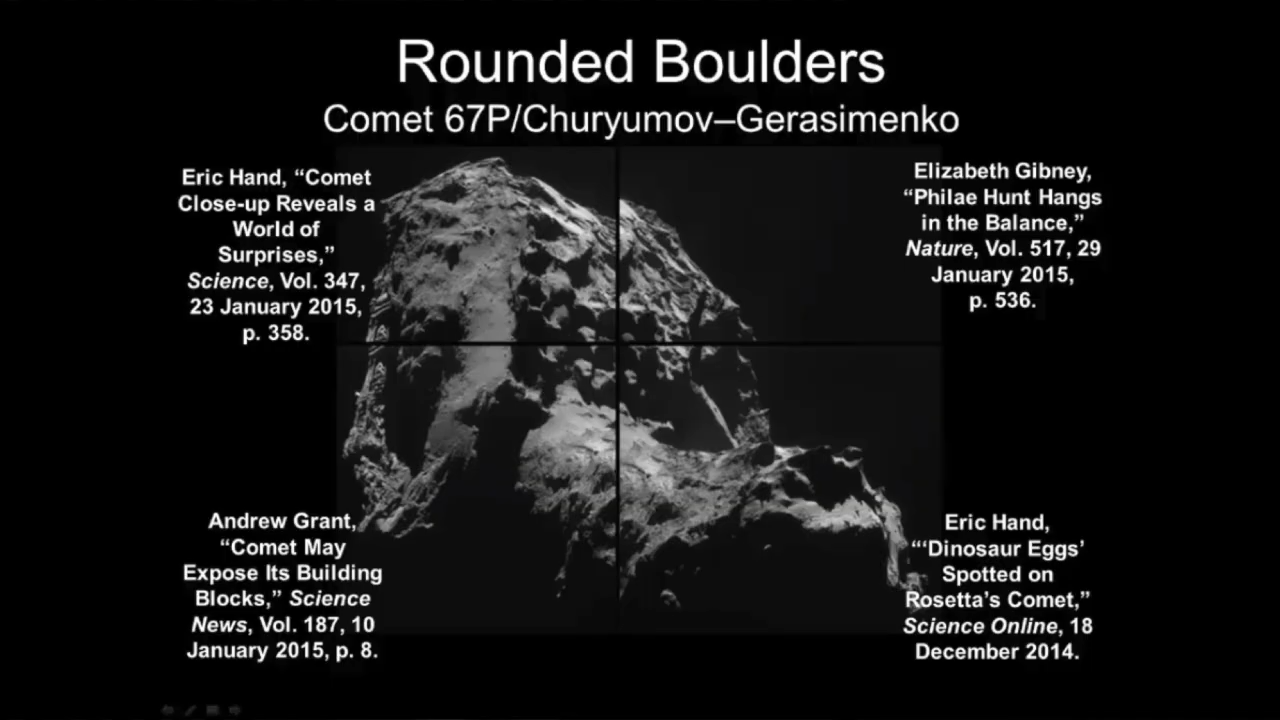 Rounded Boulders
Comet 67P/Churyumov–Gerasimenko
Eric Hand, “Comet
Close-up Reveals a
World of
Surprises,”
Science, Vol. 347,
23 January 2015,
p. 358.
Elizabeth Gibney,
“Philae Hunt Hangs
in the Balance,”
Nature, Vol. 517, 29
January 2015,
p. 536.
Andrew Grant,
“Comet May
Expose Its Building
Blocks,” Science
News, Vol. 187, 10
January 2015, p. 8.
Eric Hand,
“‘Dinosaur Eggs’
Spotted on
Rosetta’s Comet,”
Science Online, 18
December 2014.